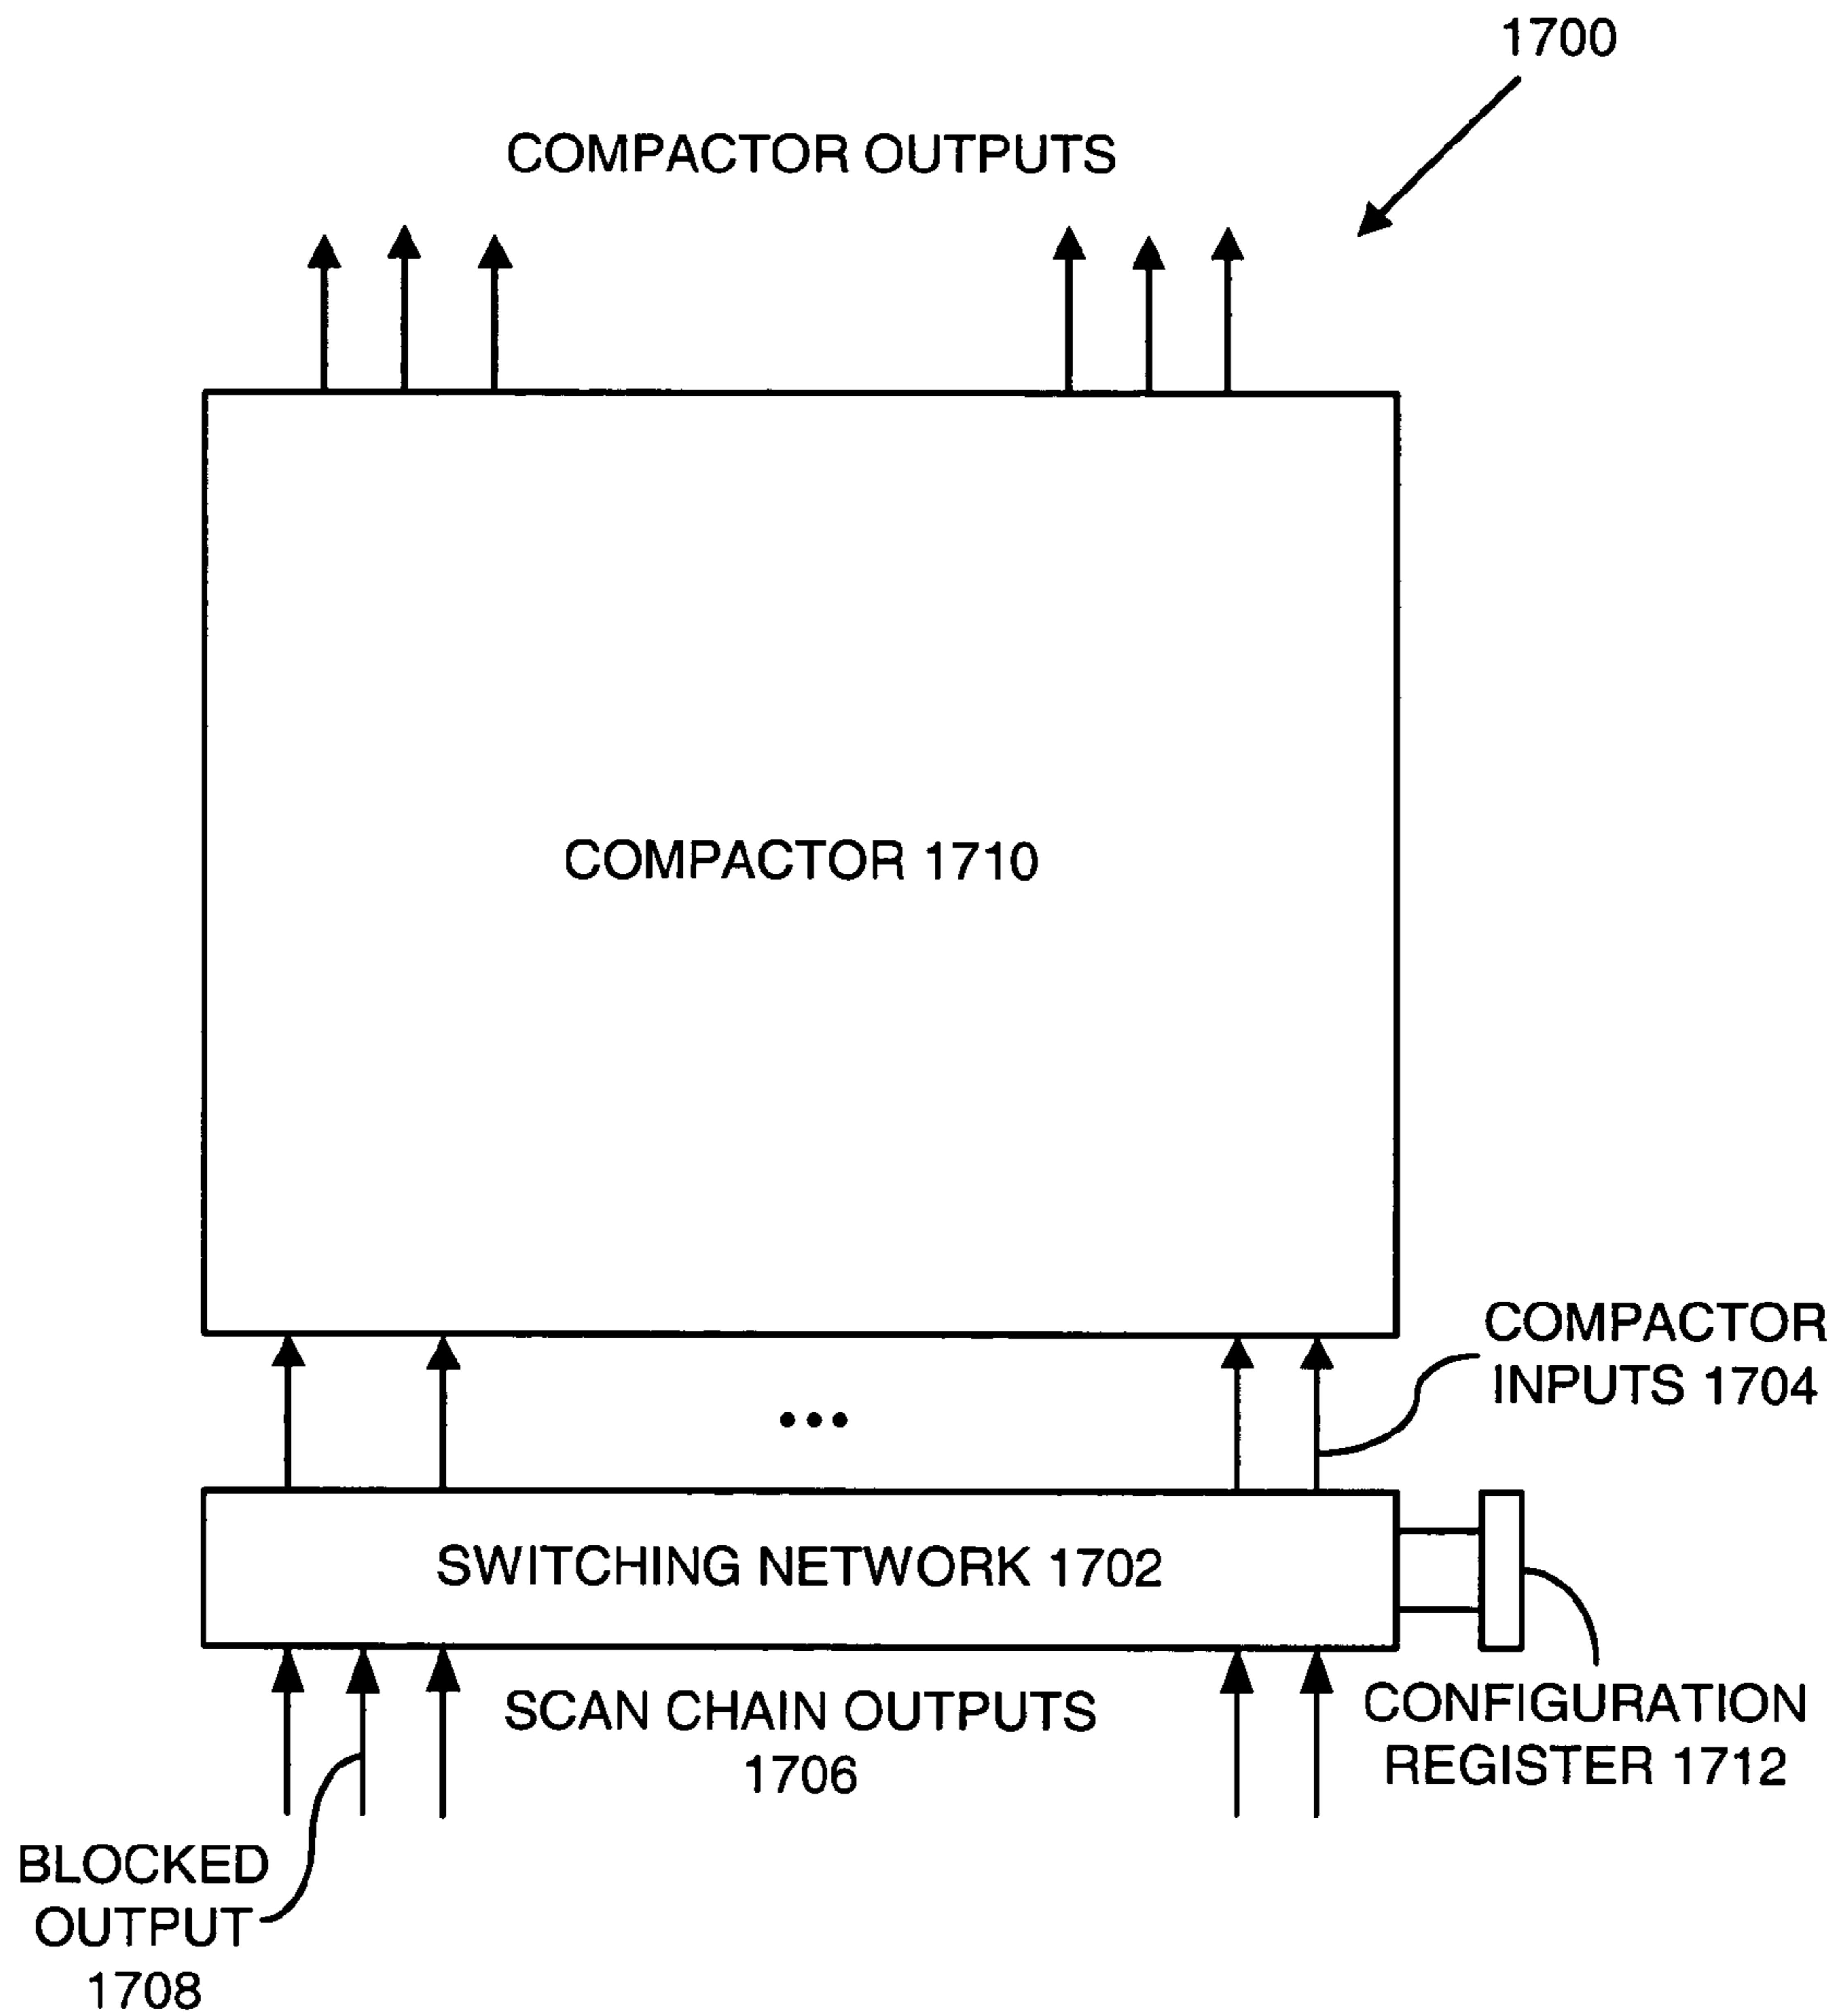 1700
COMPACTOR OUTPUTS
COMPACTOR 1710
COMPACTOR
INPUTS 1704
SWITCHING NETWORK 1702
SCAN CHAIN OUTPUTS
1706
CONFIGURATION
REGISTER 1712
BLOCKED
OUTPUT
1708